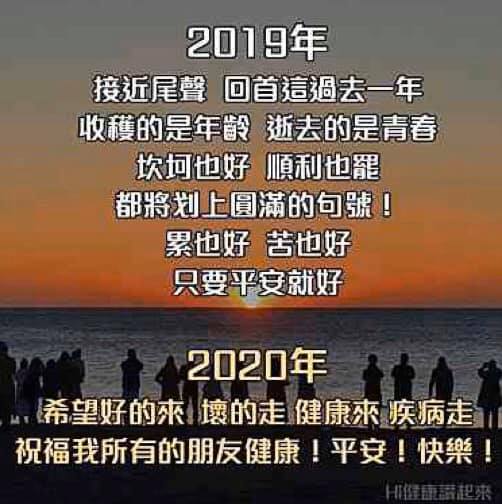 2019年
接近尾聲 回首這過去一年
收穫的是年齡 逝去的是青春
坎坷也好 順利也罷
都將划上圓滿的句號！
累也好 苦也好
只要平安就好
2020年
希望好的來 壞的走 健康來 疾病走
祝福我所有的朋友健康！平安！快樂！
HI健康講起來